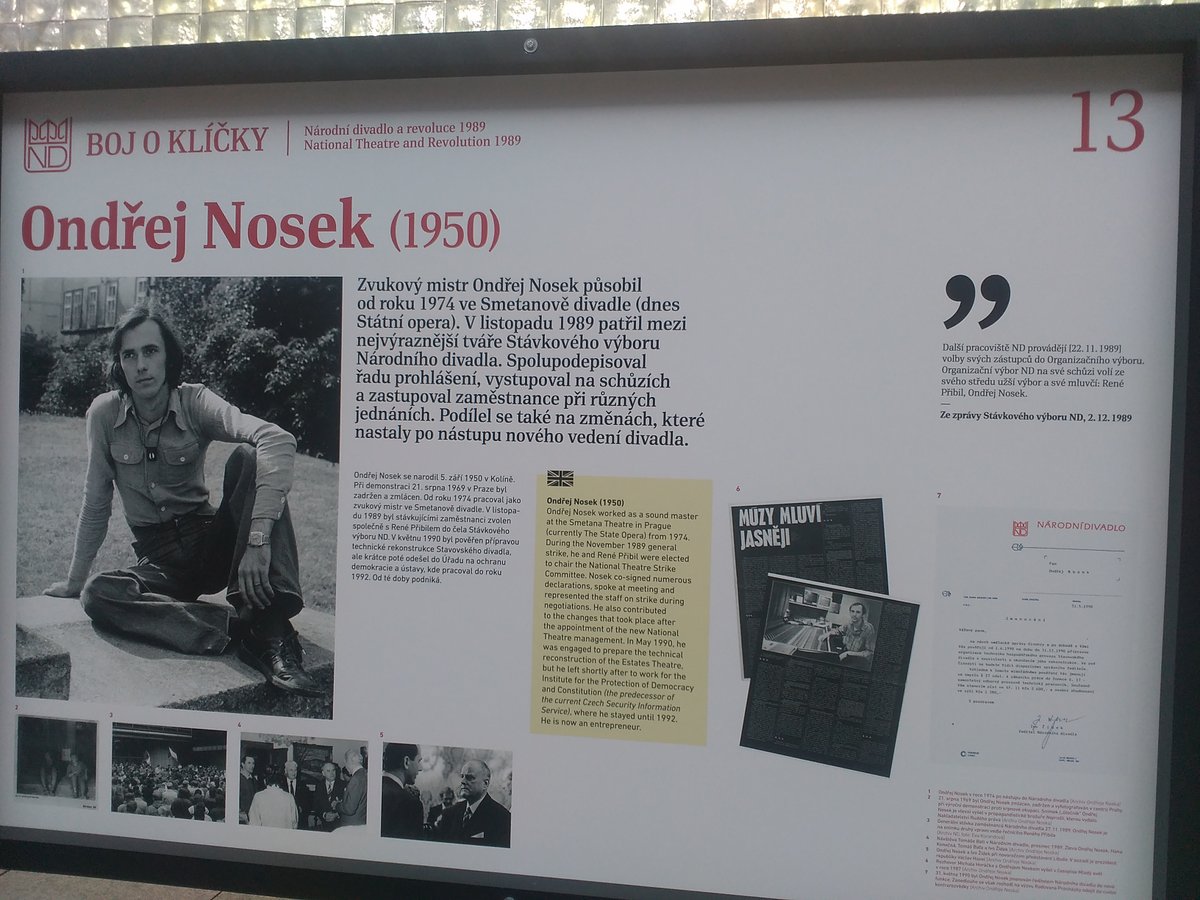 ND
BOJ O KLÍČKY
Národní divadlo a revoluce 1989
National Theatre and Revolution 1989
13
Ondřej Nosek (1950)
1
Zvukový mistr Ondřej Nosek působil
od roku 1974 ve Smetanově divadle (dnes
Státní opera). V listopadu 1989 patřil mezi
nejvýraznější tváře Stávkového výboru
Národního divadla. Spolupodepisoval
řadu prohlášení, vystupoval na schůzích
a zastupoval zaměstnance při různých
jednáních. Podílel se také na změnách, které
nastaly po nástupu nového vedení divadla.
Ondřej Nosek se narodil 5. září 1950 v Kolíně.
Při demonstraci 21. srpna 1969 v Praze byl
zadržen a zmlácen. Od roku 1974 pracoval jako
zvukový mistr ve Smetanově divadle. V listopa-
du 1989 byl stávkujícími zaměstnanci zvolen
společně s René Přibilem do čela Stávkového
výboru ND. V květnu 1990 byl pověřen přípravou
technické rekonstrukce Stavovského divadla,
ale krátce poté odešel do Úřadu na ochranu
demokracie a ústavy, kde pracoval do roku
1992. Od té doby podniká.
Ondřej Nosek (1950)
Ondřej Nosek worked as a sound master
at the Smetana Theatre in Prague
(currently The State Opera) from 1974.
During the November 1989 general
strike, he and René Přibil were elected
to chair the National Theatre Strike
Committee. Nosek co-signed numerous
declarations, spoke at meeting and
represented the staff on strike during
negotiations. He also contributed
to the changes that took place after
the appointment of the new National
Theatre management. In May 1990, he
was engaged to prepare the technical
reconstruction of the Estates Theatre,
but he left shortly after to work for the
Institute for the Protection of Democracy
and Constitution (the predecessor of
the current Czech Security Information
Service), where he stayed until 1992.
He is now an entrepreneur.
”
Další pracoviště ND provádějí [22. 11. 1989]
volby svých zástupců do Organizačního výboru.
Organizační výbor ND na své schůzi volí ze
svého středu užší výbor a své mluvčí: René
Přibil, Ondřej Nosek.
—
Ze zprávy Stávkového výboru ND, 2. 12. 1989
6
MÚZY MLUVÍ
JASNĚJI
7
NÁRODNÍ DIVADLO
2
3
4
5